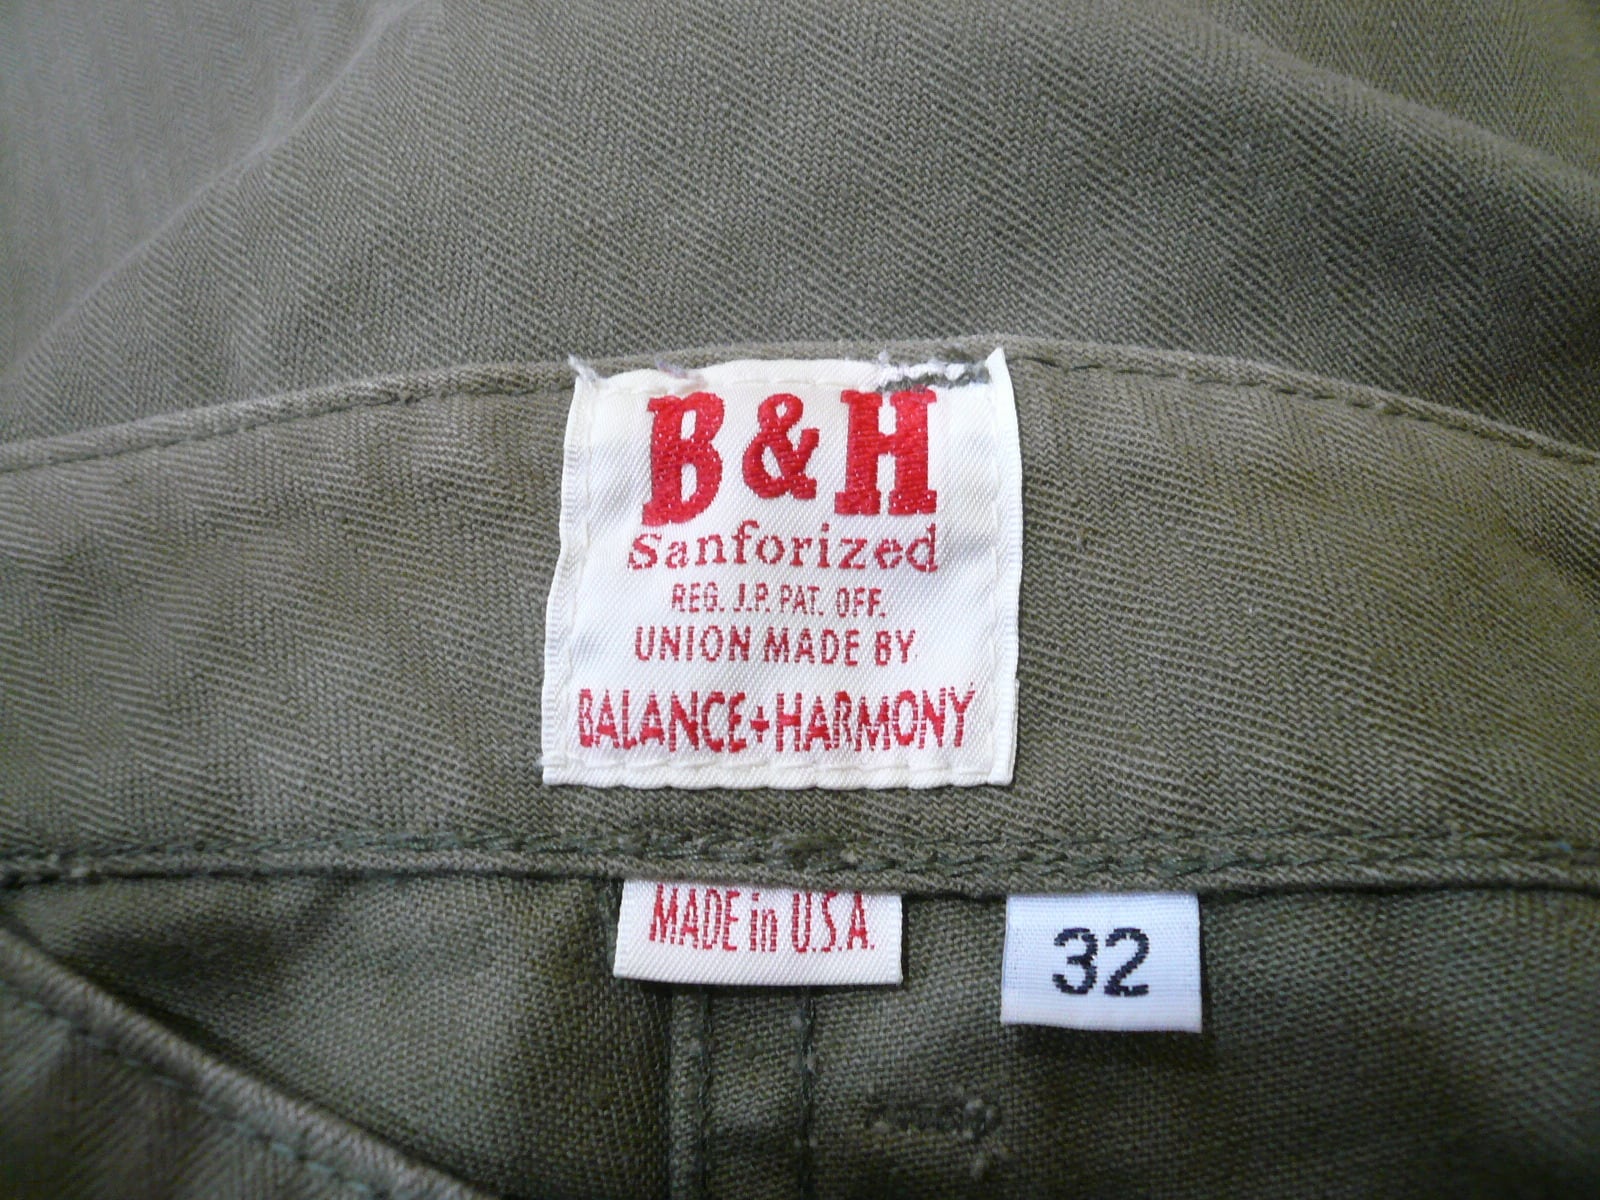 B & H
Sanforized
REG. J.P. PAT. OFF.
UNION MADE BY.
BALANCE+HARMONY
MADE in U.S.A.
32